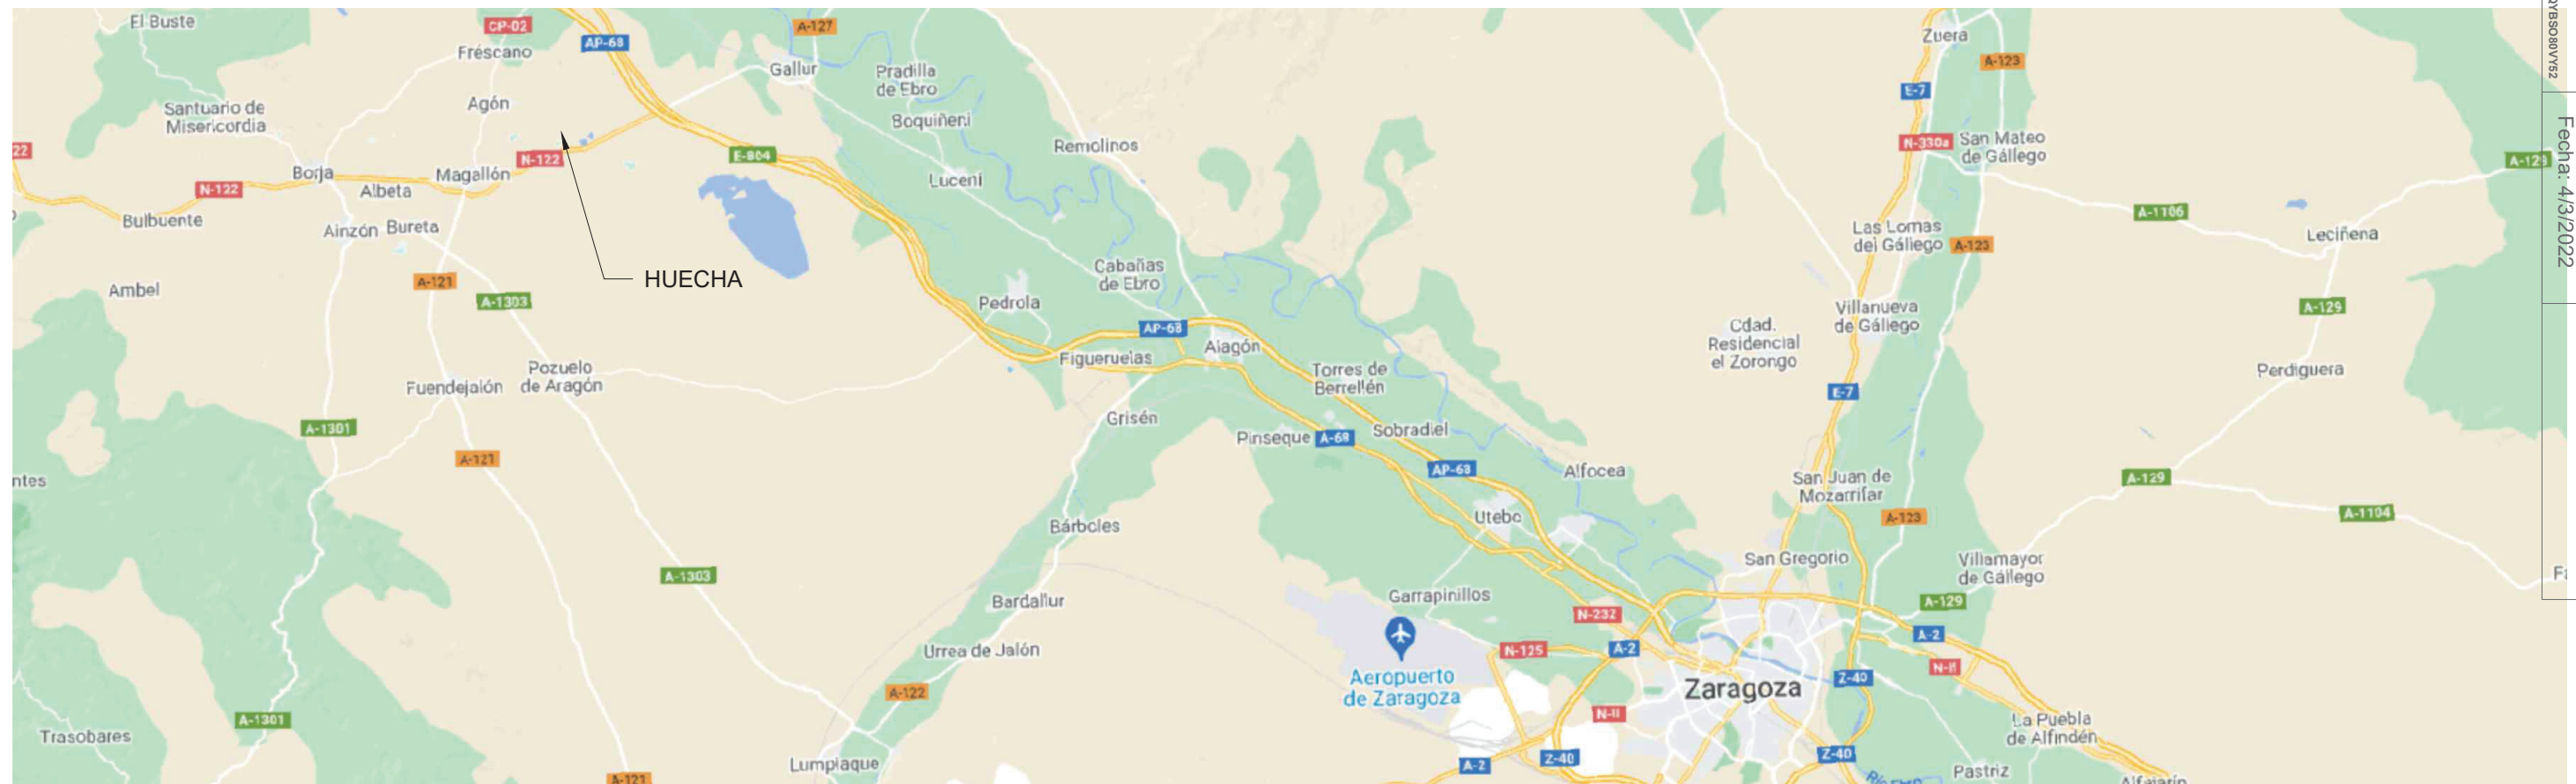 El Buste
CP-02
AP-68
A-127
Fréscano
Gallur
Pradilla
de Ebro
Zuera
A-123
QYBSO80VY52
E-7
Santuario de
Misericordia
Agón
Boquiñeni
Remolinos
N-330a
San Mateo
de Gállego
22
N-122
E-804
A-129
Fecha: 4/3/2022
Borja
Magallón
Albeta
N-122
Luceni
Bulbuente
Ainzón
Bureta
A-1106
Las Lomas
del Gállego
A-123
Leciñena
HUECHA
Cabañas
de Ebro
Ambel
A-121
A-1303
Pedrola
Villanueva
de Gállego
A-129
AP-68
Cdad.
Residencial
el Zorongo
Alagón
Figueruelas
Pozuelo
de Aragón
Fuendejalón
Torres de
Berrellén
Perdiguera
E-7
Grisén
A-1301
Pinseque
A-68
Sobradiel
A-121
AP-68
Alfocea
San Juan de
Mozarrifar
A-129
ntes
Utebo
A-123
A-1104
Bárboles
San Gregorio
Villamayor
de Gállego
A-1303
Bardallur
Garrapinillos
N-232
A-129
Urrea de Jalón
N-125
A-2
A-2
N-II
Aeropuerto
de Zaragoza
Zaragoza
Z-40
A-122
N-II
A-1301
La Puebla
de Alfindén
Trasobares
Lumpiaque
A-2
Z-40
Z-40
A-121
Pastriz